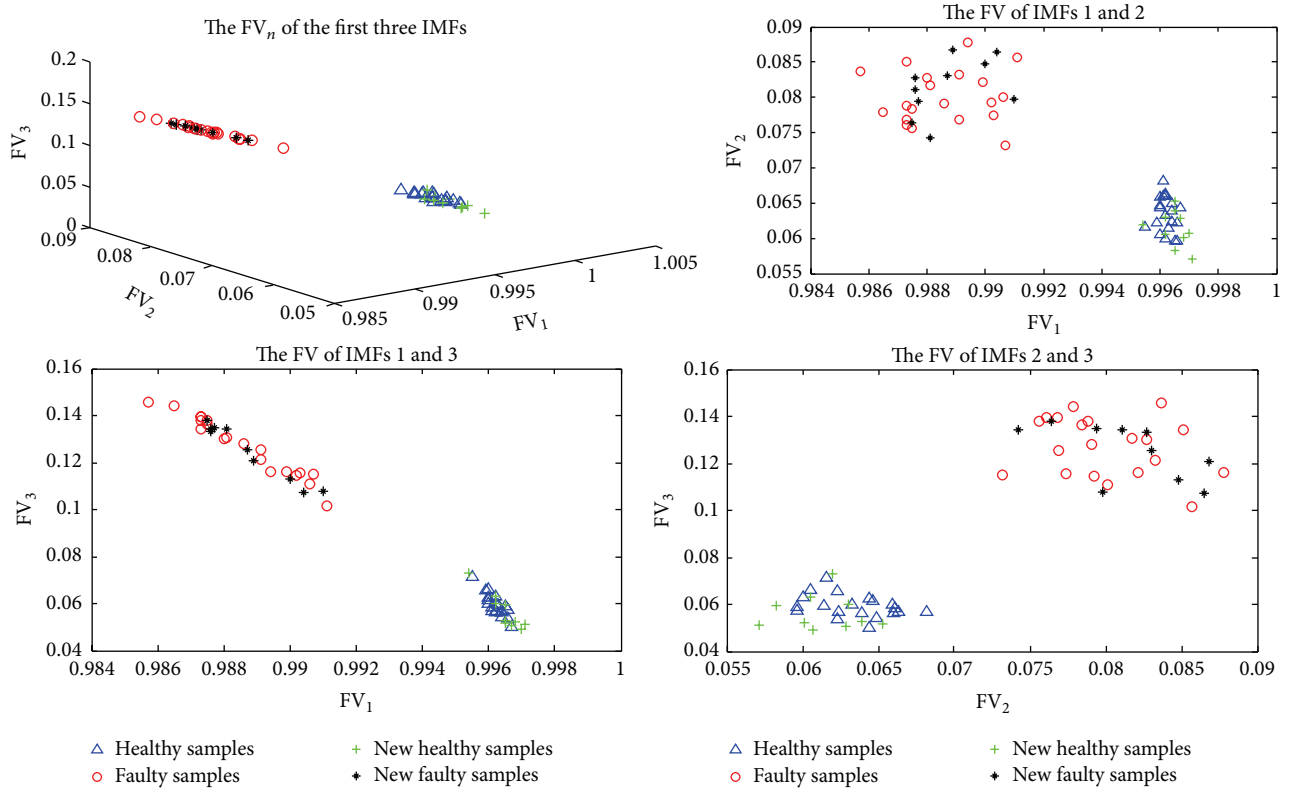 The FVₙ of the first three IMFs
0.2
0.15
0.1
0.05
0
FV₃
0.09
0.08
0.07
0.06
0.05
FV₂
0.985
0.99
0.995
1
1.005
FV₁
The FV of IMFs 1 and 2
0.09
0.085
0.08
0.075
0.07
0.065
0.06
0.055
FV₂
0.984 0.986 0.988 0.99 0.992 0.994 0.996 0.998 1
FV₁
The FV of IMFs 1 and 3
0.16
0.14
0.12
0.1
0.08
0.06
0.04
FV₃
0.984 0.986 0.988 0.99 0.992 0.994 0.996 0.998 1
FV₁
The FV of IMFs 2 and 3
0.16
0.14
0.12
0.1
0.08
0.06
0.04
FV₃
0.055 0.06 0.065 0.07 0.075 0.08 0.085 0.09
FV₂
Healthy samples
Faulty samples
New healthy samples
New faulty samples
Healthy samples
Faulty samples
New healthy samples
New faulty samples